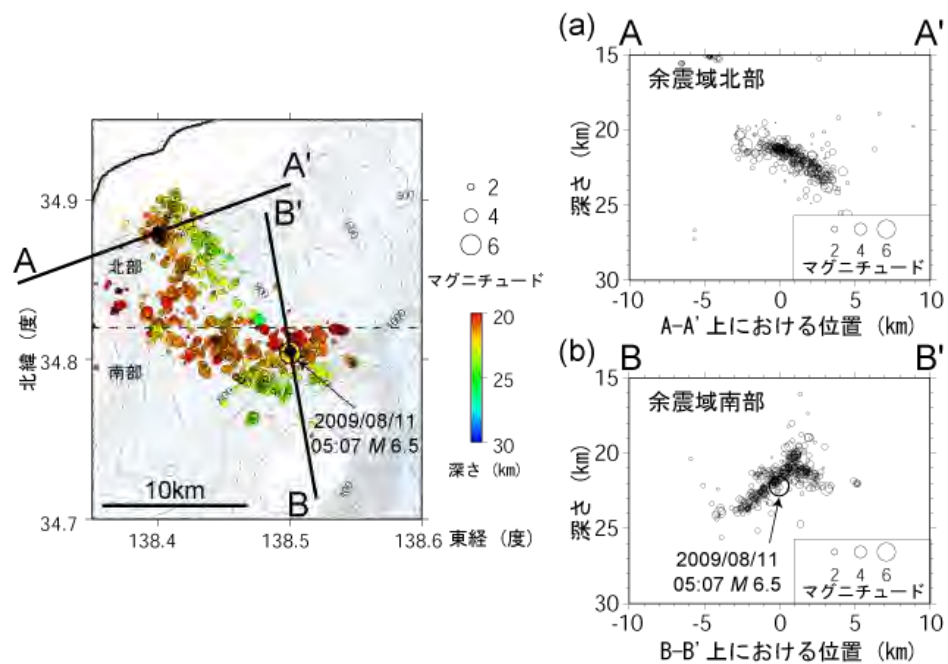 34.9
34.8
34.7
138.4
138.5
138.6
東経 (度)
北緯 (度)
A
A'
B'
B
北部
南部
2009/08/11
05:07 M 6.5
10km
2
4
6
マグニチュード
20
25
30
深さ (km)
900
1000
(a)
A
A'
余震域北部
15
20
25
30
深さ (km)
2 4 6
マグニチュード
-10 -5 0 5 10
A-A' 上における位置 (km)
(b)
B
B'
余震域南部
15
20
25
30
深さ (km)
2009/08/11
05:07 M 6.5
2 4 6
マグニチュード
-10 -5 0 5 10
B-B' 上における位置 (km)